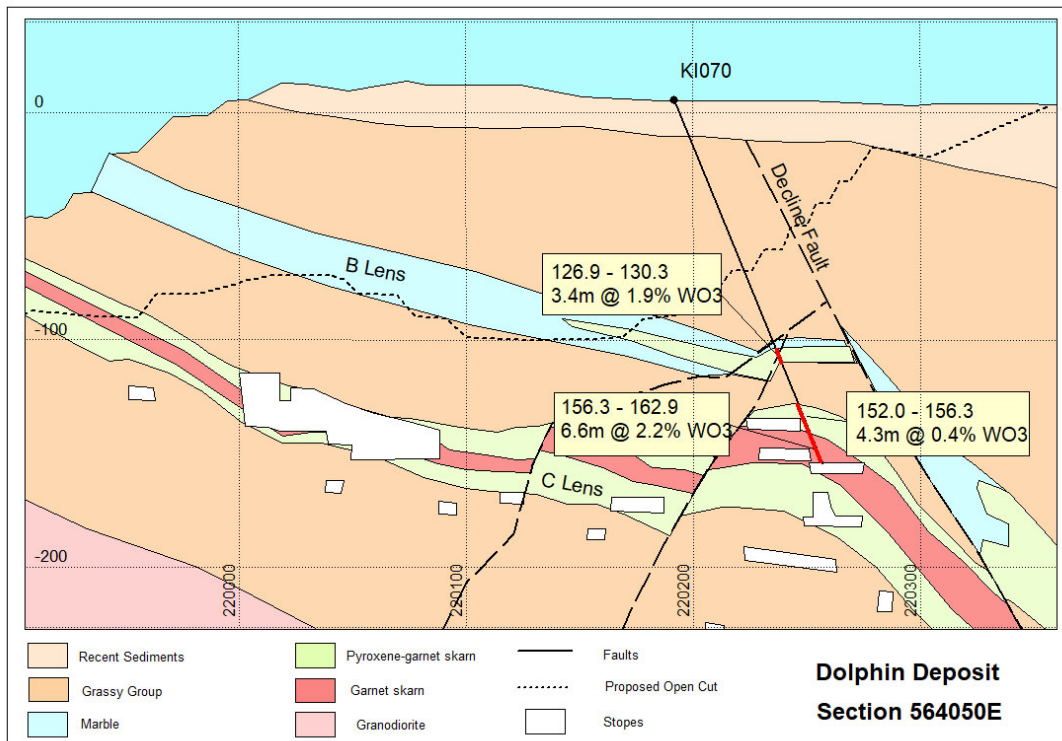 KI070
0
Decline Fault
B Lens
126.9 - 130.3
3.4m @ 1.9% WO3
-100
156.3 - 162.9
6.6m @ 2.2% WO3
152.0 - 156.3
4.3m @ 0.4% WO3
C Lens
-200
220000
220100
220200
220300
Recent Sediments
Pyroxene-garnet skarn
Faults
Grassy Group
Garnet skarn
Proposed Open Cut
Marble
Granodiorite
Stopes
Dolphin Deposit
Section 564050E